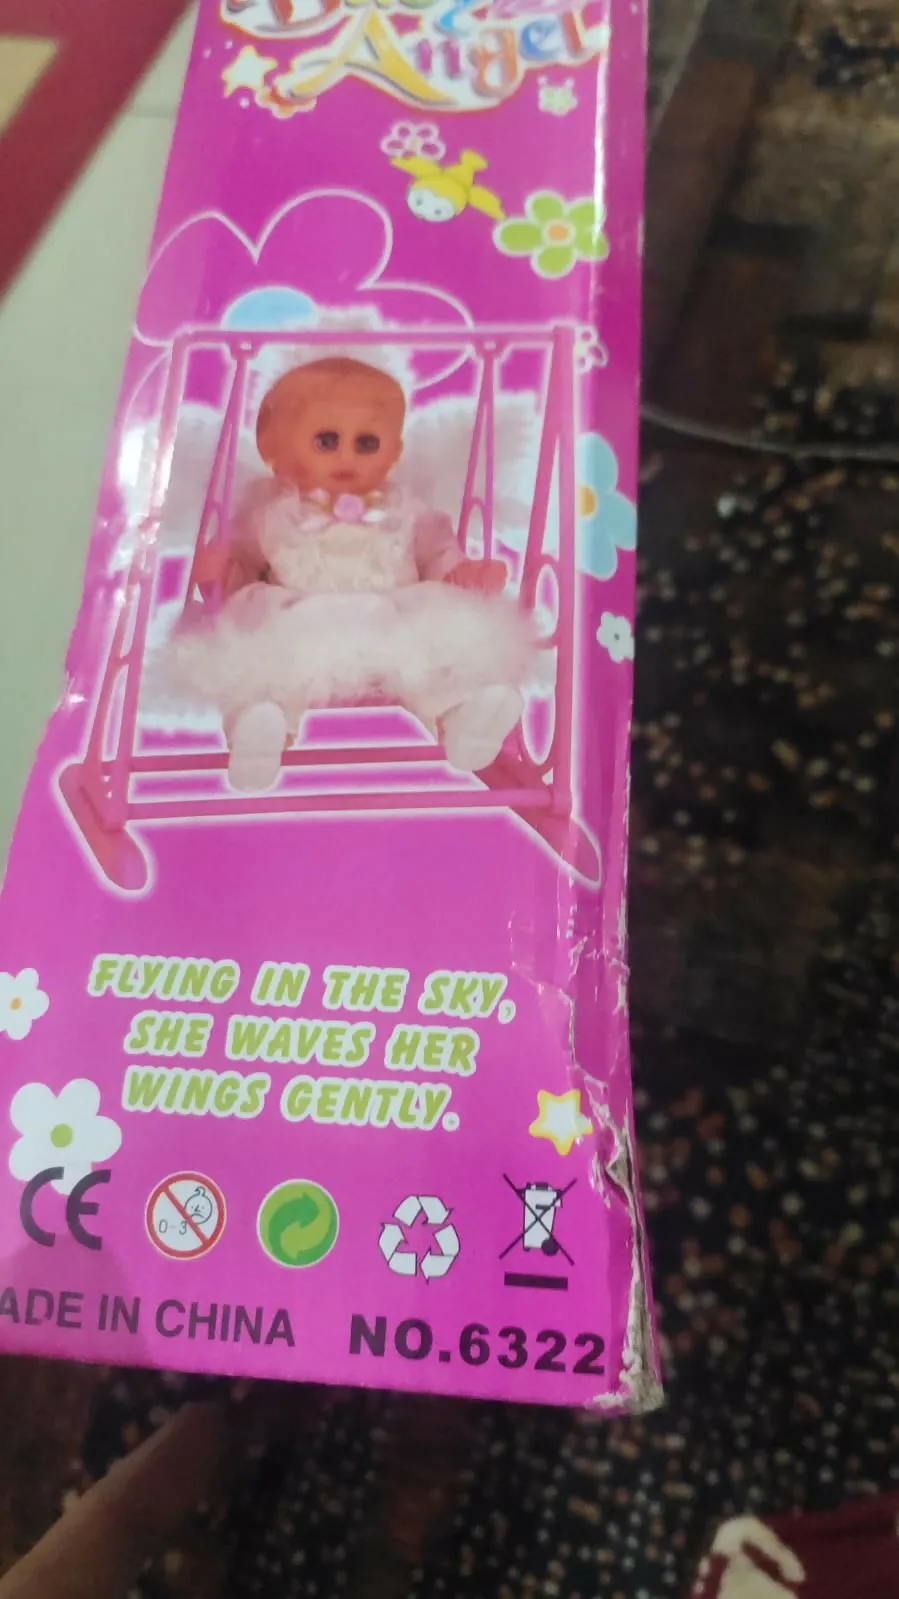 Angel
FLYING IN THE SKY,
SHE WAVES HER
WINGS GENTLY.
CE
0-3
ADE IN CHINA
NO.6322